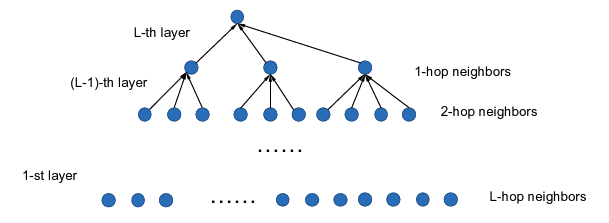 L-th layer
1-hop neighbors
(L-1)-th layer
2-hop neighbors
......
1-st layer
......
L-hop neighbors